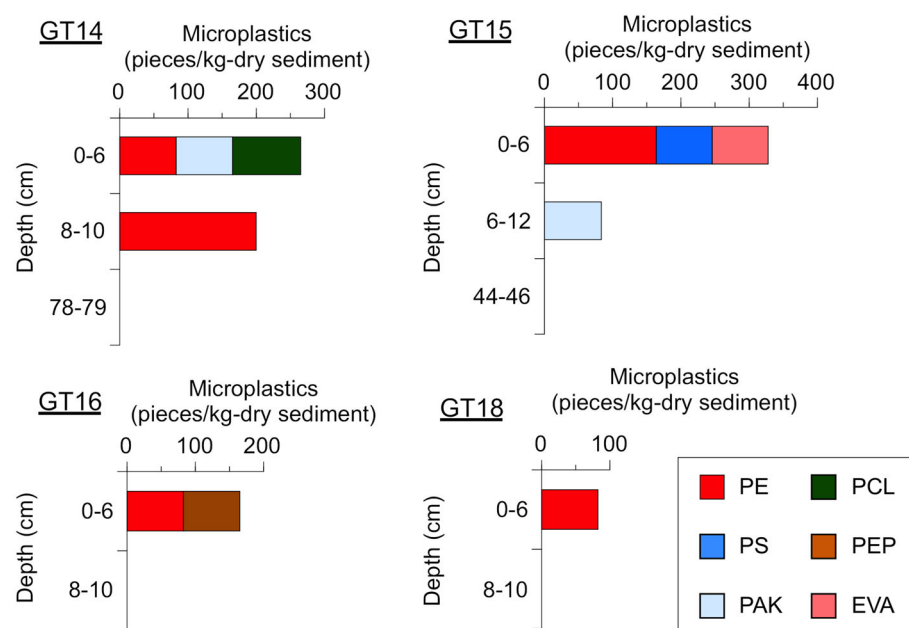 GT14
Microplastics
(pieces/kg-dry sediment)
0 100 200 300
Depth (cm)
0-6
8-10
78-79
GT15
Microplastics
(pieces/kg-dry sediment)
0 100 200 300 400
Depth (cm)
0-6
6-12
44-46
GT16
Microplastics
(pieces/kg-dry sediment)
0 100 200
Depth (cm)
0-6
8-10
GT18
Microplastics
(pieces/kg-dry sediment)
0 100
Depth (cm)
0-6
8-10
PE PCL
PS PEP
PAK EVA